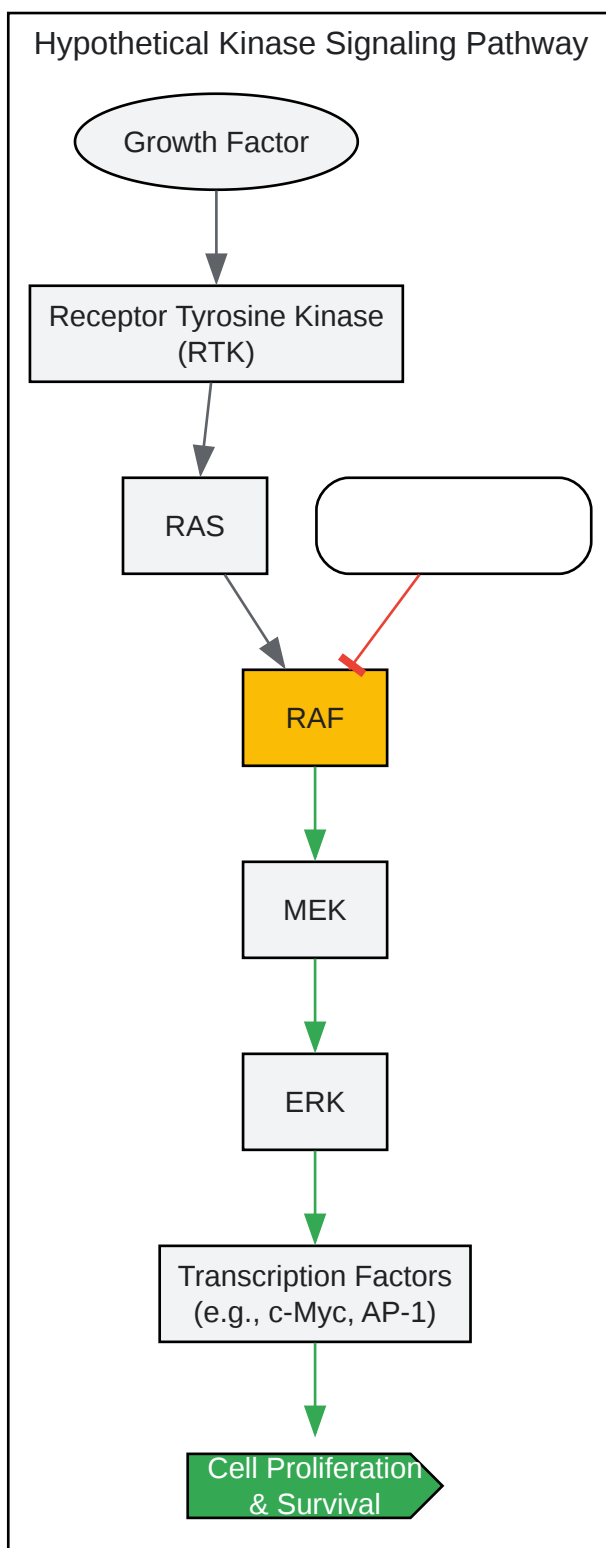 Hypothetical Kinase Signaling Pathway
Growth Factor
Receptor Tyrosine Kinase
(RTK)
RAS
RAF
MEK
ERK
Transcription Factors
(e.g., c-Myc, AP-1)
Cell Proliferation
& Survival